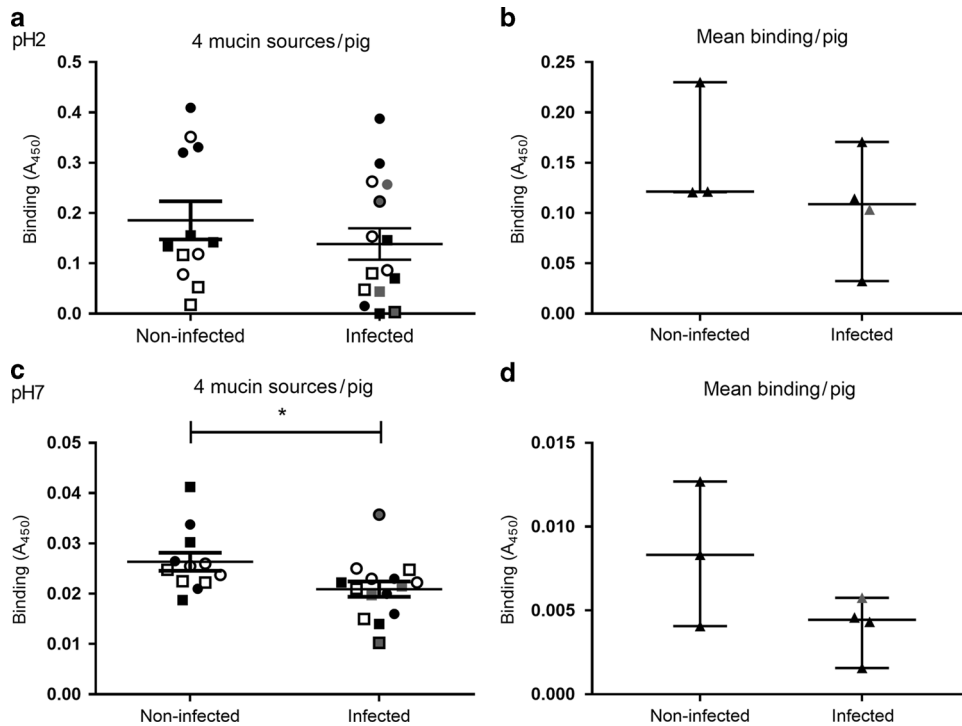 a
pH2
4 mucin sources/pig
Binding (A450)
0.5
0.4
0.3
0.2
0.1
0.0
Non-infected
Infected
b
Mean binding/pig
Binding (A450)
0.25
0.20
0.15
0.10
0.05
0.00
Non-infected
Infected
c
pH7
4 mucin sources/pig
*
Binding (A450)
0.05
0.04
0.03
0.02
0.01
0.00
Non-infected
Infected
d
Mean binding/pig
Binding (A450)
0.015
0.010
0.005
0.000
Non-infected
Infected